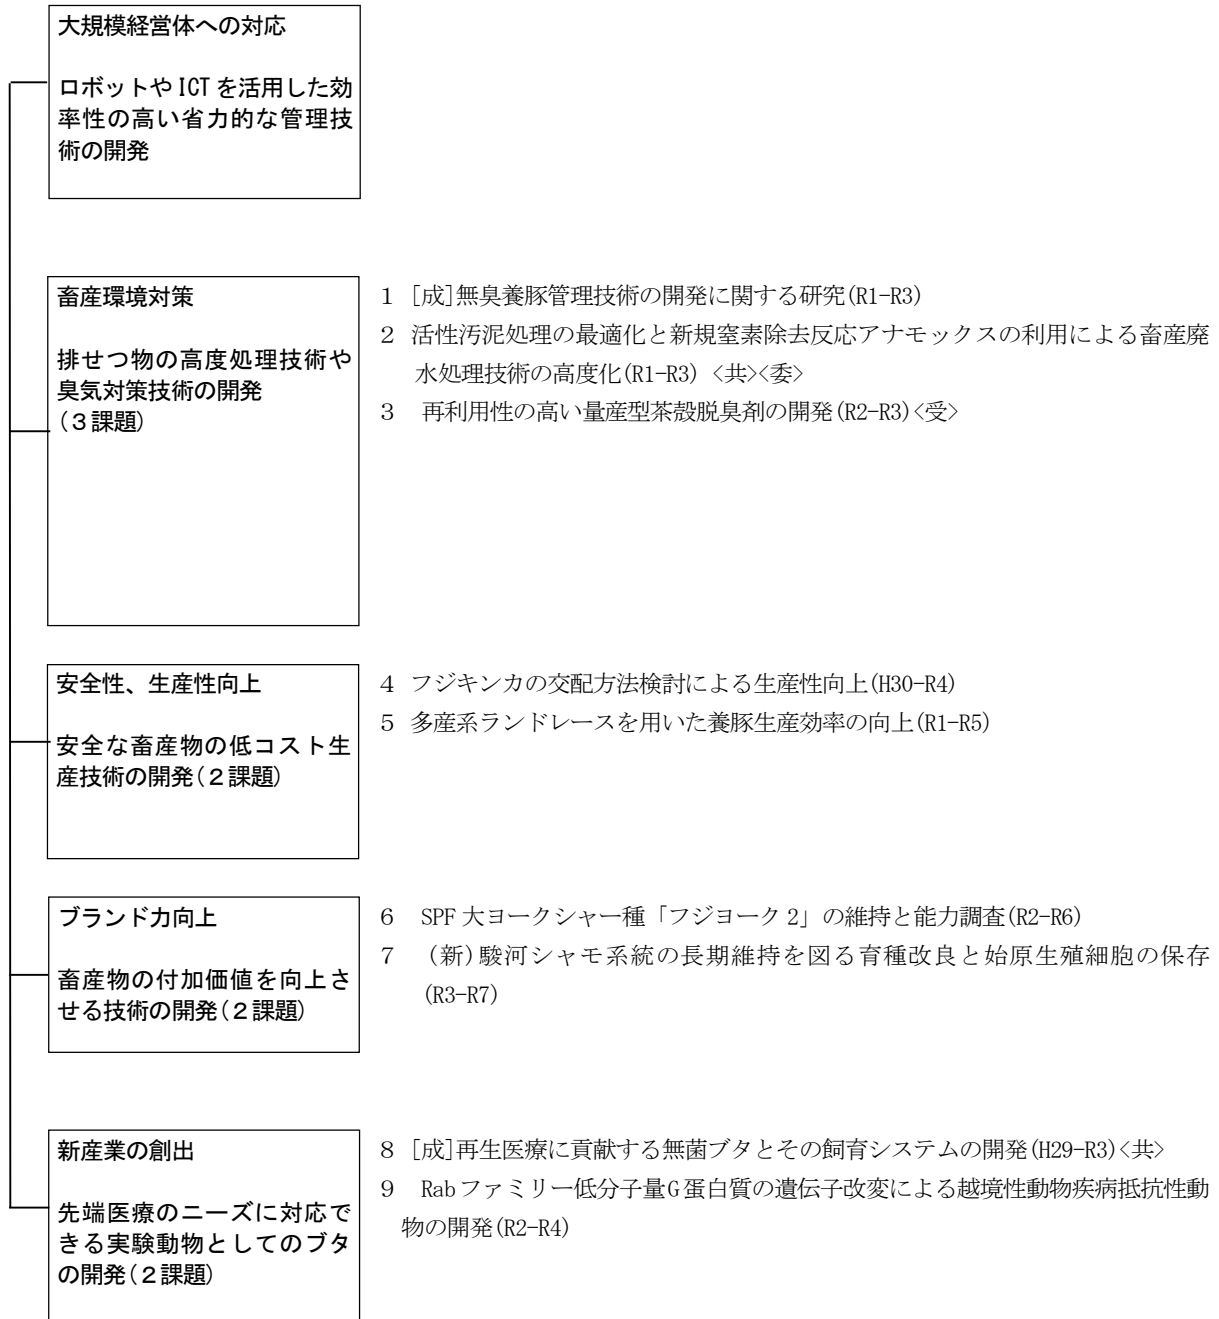 大規模経営体への対応
ロボットや ICT を活用した効
率性の高い省力的な管理技
術の開発
畜産環境対策
排せつ物の高度処理技術や
臭気対策技術の開発
(３課題)
１ [成]無臭養豚管理技術の開発に関する研究(R1-R3)
２ 活性汚泥処理の最適化と新規窒素除去反応アナモックスの利用による畜産廃
水処理技術の高度化(R1-R3) <共><委>
３ 再利用性の高い量産型茶殻脱臭剤の開発(R2-R3)<受>
安全性、生産性向上
安全な畜産物の低コスト生
産技術の開発(２課題)
４ フジキンカの交配方法検討による生産性向上(H30-R4)
５ 多産系ランドレースを用いた養豚生産効率の向上(R1-R5)
ブランド力向上
畜産物の付加価値を向上さ
せる技術の開発(２課題)
６ SPF 大ヨークシャー種「フジヨーク 2」の維持と能力調査(R2-R6)
７ (新)駿河シャモ系統の長期維持を図る育種改良と始原生殖細胞の保存
(R3-R7)
新産業の創出
先端医療のニーズに対応で
きる実験動物としてのブタ
の開発(２課題)
８ [成]再生医療に貢献する無菌ブタとその飼育システムの開発(H29-R3)<共>
９ Rab ファミリー低分子量 G 蛋白質の遺伝子改変による越境性動物疾病抵抗性動
物の開発(R2-R4)